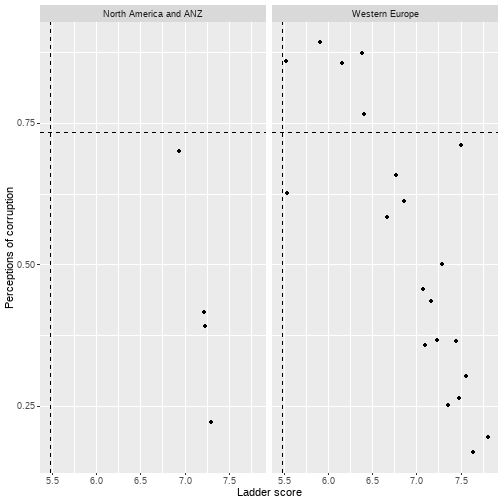 North America and ANZ
Western Europe
Perceptions of corruption
0.75
0.50
0.25
5.5 6.0 6.5 7.0 7.5
5.5 6.0 6.5 7.0 7.5
Ladder score